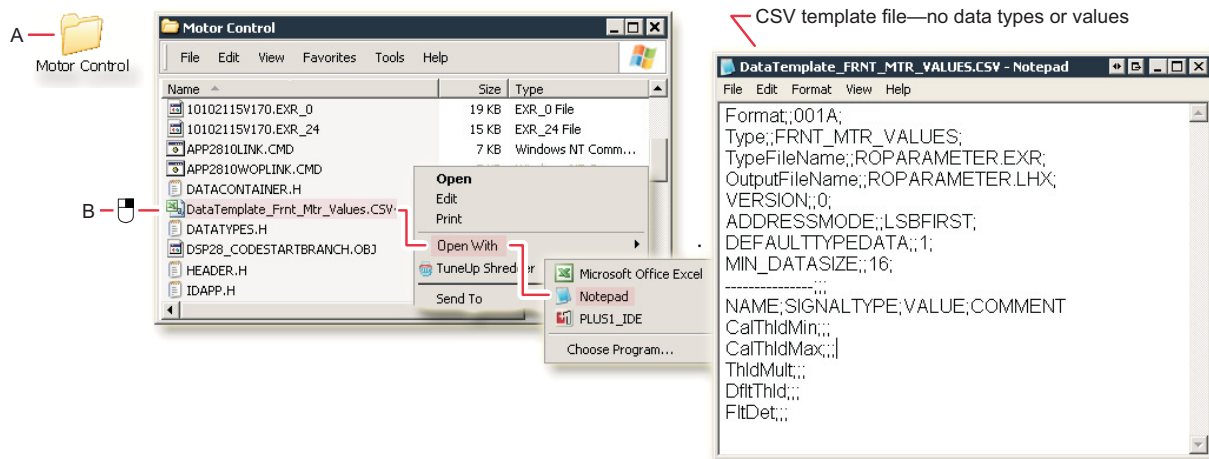 A
Motor Control
Motor Control
File Edit View Favorites Tools Help
Name Size Type
10102115V170.EXR_0 19 KB EXR_0 File
10102115V170.EXR_24 15 KB EXR_24 File
APP2810LINK.CMD 7 KB Windows NT Comm...
APP2810WOPLINK.CMD
DATACONTAINER.H
B DataTemplate_Frnt_Mtr_Values.CSV
DATATYPES.H
DSP28_CODESTARTBRANCH.OBJ
HEADER.H
IDAPP.H
Open
Edit
Print
Open With
TuneUp Shredder
Send To
Microsoft Office Excel
Notepad
PLUS1_IDE
Choose Program...
CSV template file—no data types or values
DataTemplate_FRNT_MTR_VALUES.CSV - Notepad
File Edit Format View Help
Format;;001A;
Type;;FRNT_MTR_VALUES;
TypeFileName;;ROPARAMETER.EXR;
OutputFileName;;ROPARAMETER.LHX;
VERSION;;0;
ADDRESSMODE;;LSBFIRST;
DEFAULTTYPEDATA;;1;
MIN_DATASIZE;;16;
---------------;;;
NAME;SIGNALTYPE;VALUE;COMMENT
CalThldMin;;;
CalThldMax;;;
ThldMult;;;
DfltThld;;;
FltDet;;;